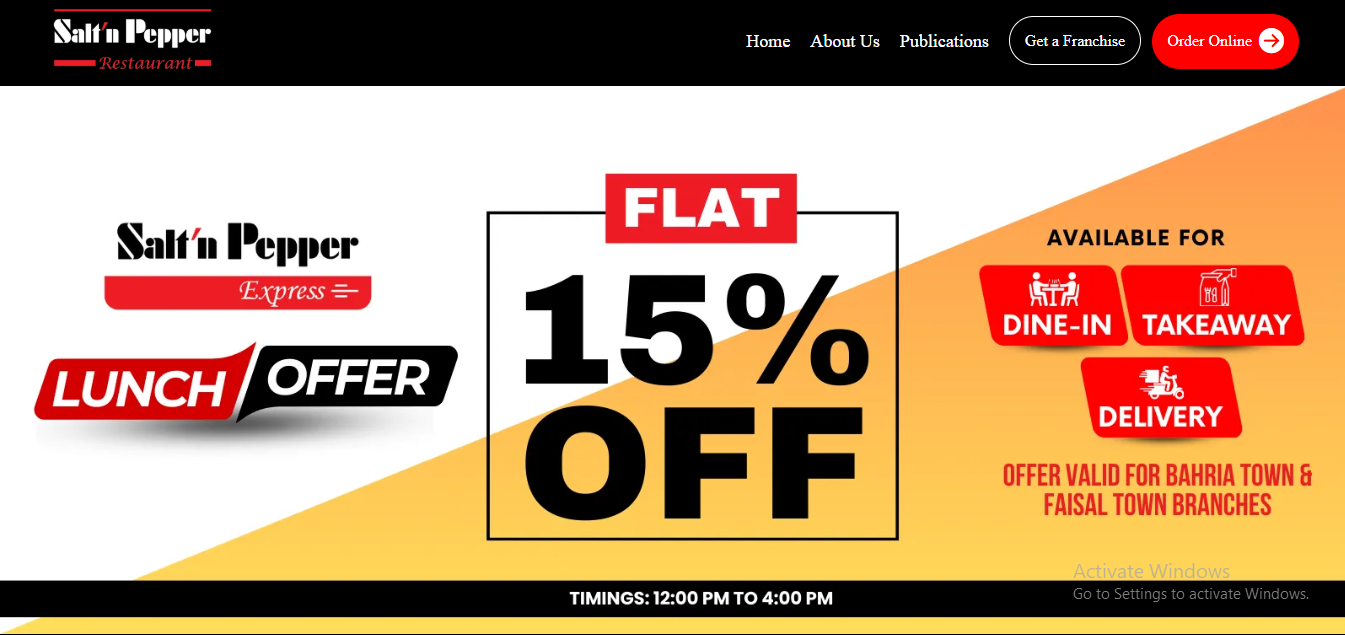 Salt'n Pepper
Restaurant
Home About Us Publications Get a Franchise Order Online
Salt'n Pepper
Express
LUNCH OFFER
FLAT
15%
OFF
AVAILABLE FOR
DINE-IN TAKEAWAY
DELIVERY
OFFER VALID FOR BAHRIA TOWN &
FAISAL TOWN BRANCHES
TIMINGS: 12:00 PM TO 4:00 PM
Activate Windows
Go to Settings to activate Windows.